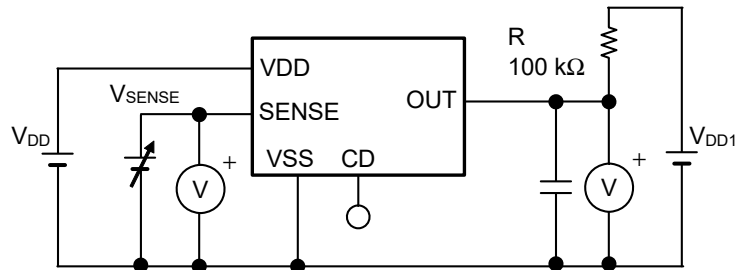 R
100 kΩ
VDD
VSENSE
SENSE
OUT
VDD
VDD1
VSS CD
+
V
+
V